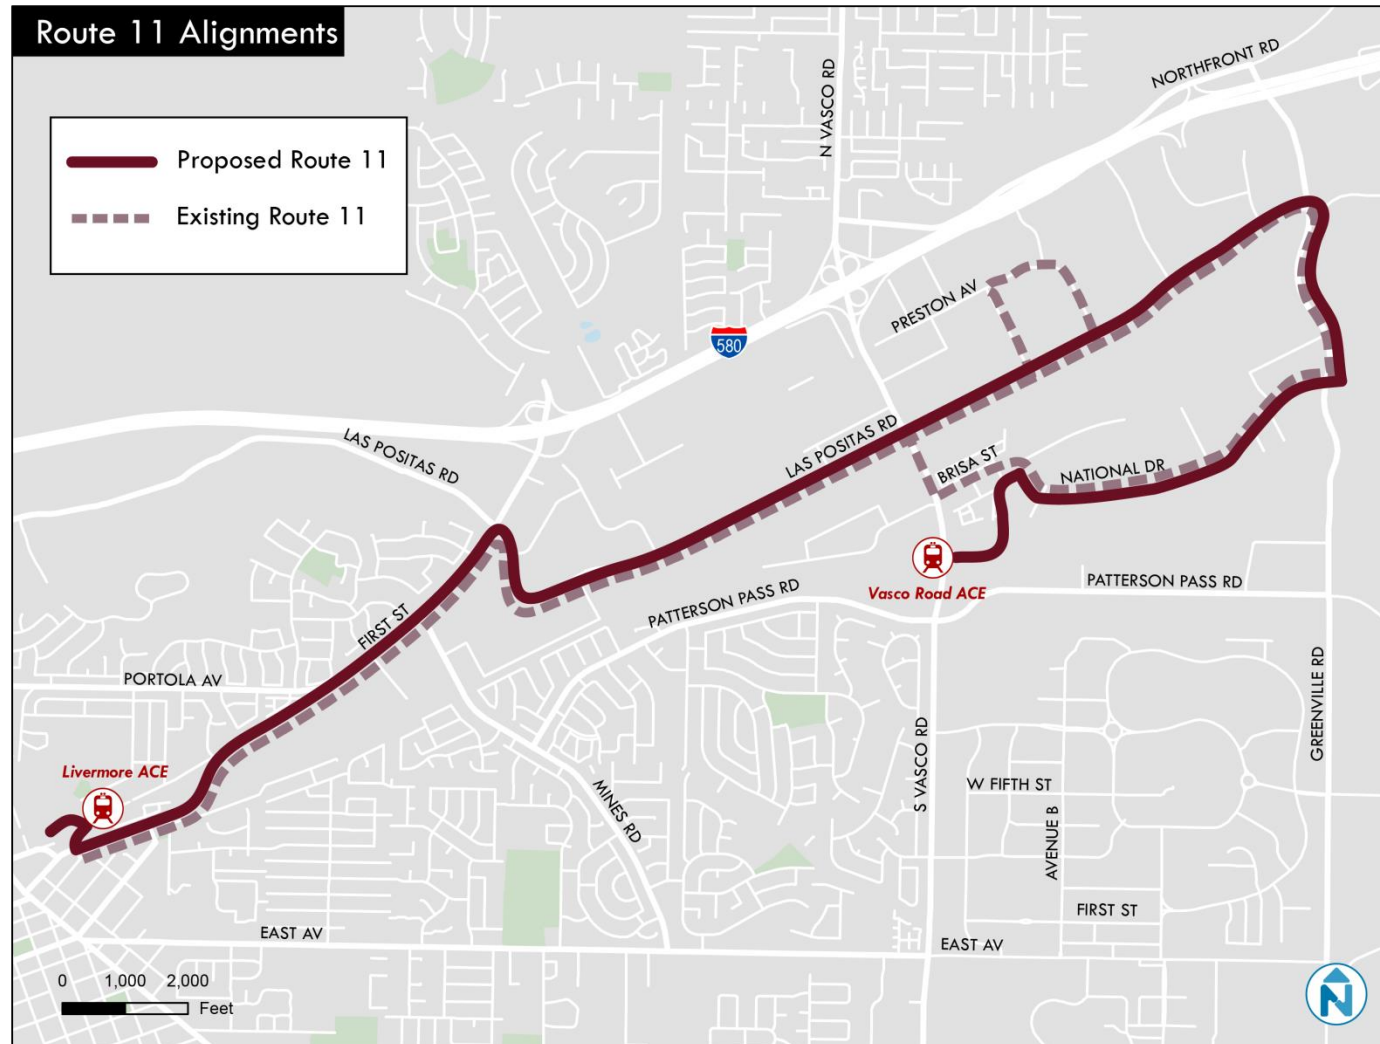 Route 11 Alignments
Proposed Route 11
Existing Route 11
N VASCO RD
NORTHFRONT RD
PRESTON AV
580
LAS POSITAS RD
LAS POSITAS RD
BRISA ST
NATIONAL DR
Vasco Road ACE
PATTERSON PASS RD
PATTERSON PASS RD
FIRST ST
PORTOLA AV
GREENVILLE RD
Livermore ACE
S VASCO RD
W FIFTH ST
MINES RD
AVENUE B
FIRST ST
EAST AV
EAST AV
0 1,000 2,000
Feet
N